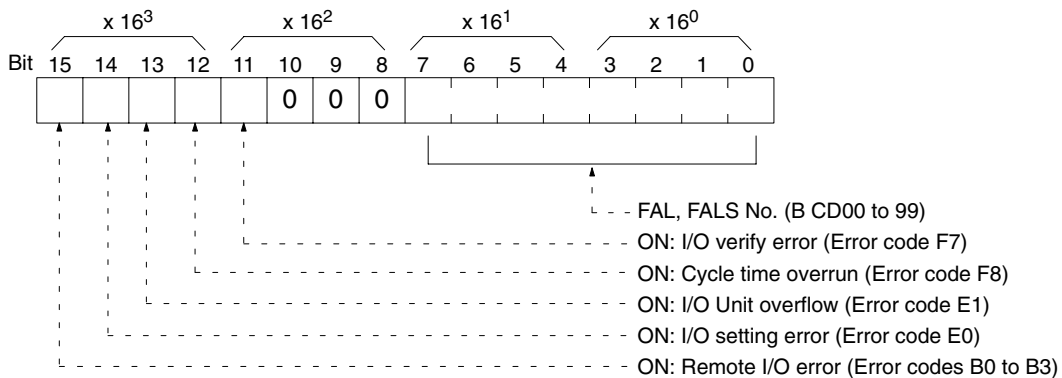 x 16³ x 16² x 16¹ x 16⁰
Bit 15 14 13 12 11 10 9 8 7 6 5 4 3 2 1 0
0 0 0
FAL, FALS No. (B CD00 to 99)
ON: I/O verify error (Error code F7)
ON: Cycle time overrun (Error code F8)
ON: I/O Unit overflow (Error code E1)
ON: I/O setting error (Error code E0)
ON: Remote I/O error (Error codes B0 to B3)